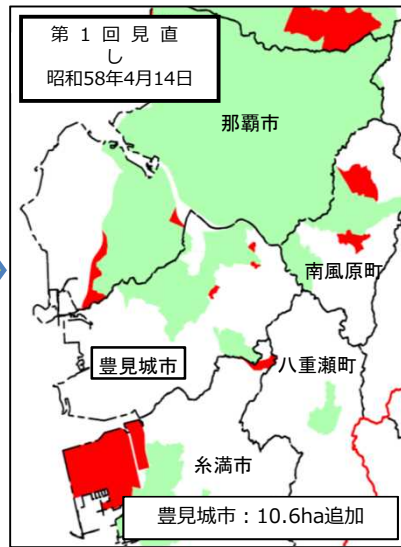 第 1 回 見 直
し
昭和58年4月14日
那覇市
南風原町
豊見城市
八重瀬町
糸満市
豊見城市：10.6ha追加